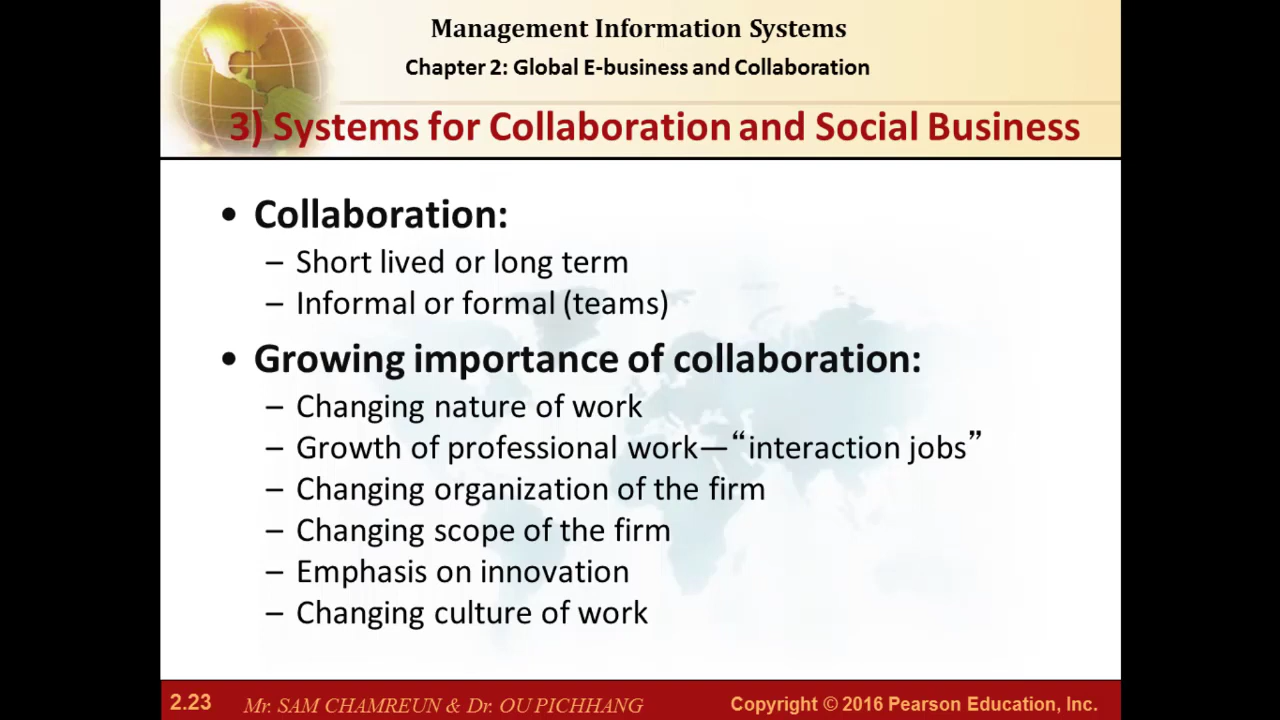 Management Information Systems
Chapter 2: Global E-business and Collaboration
3) Systems for Collaboration and Social Business
• Collaboration:
– Short lived or long term
– Informal or formal (teams)
• Growing importance of collaboration:
– Changing nature of work
– Growth of professional work—“interaction jobs”
– Changing organization of the firm
– Changing scope of the firm
– Emphasis on innovation
– Changing culture of work
2.23 Mr. SAM CHAMREUN & Dr. OU PICHHANG Copyright © 2016 Pearson Education, Inc.